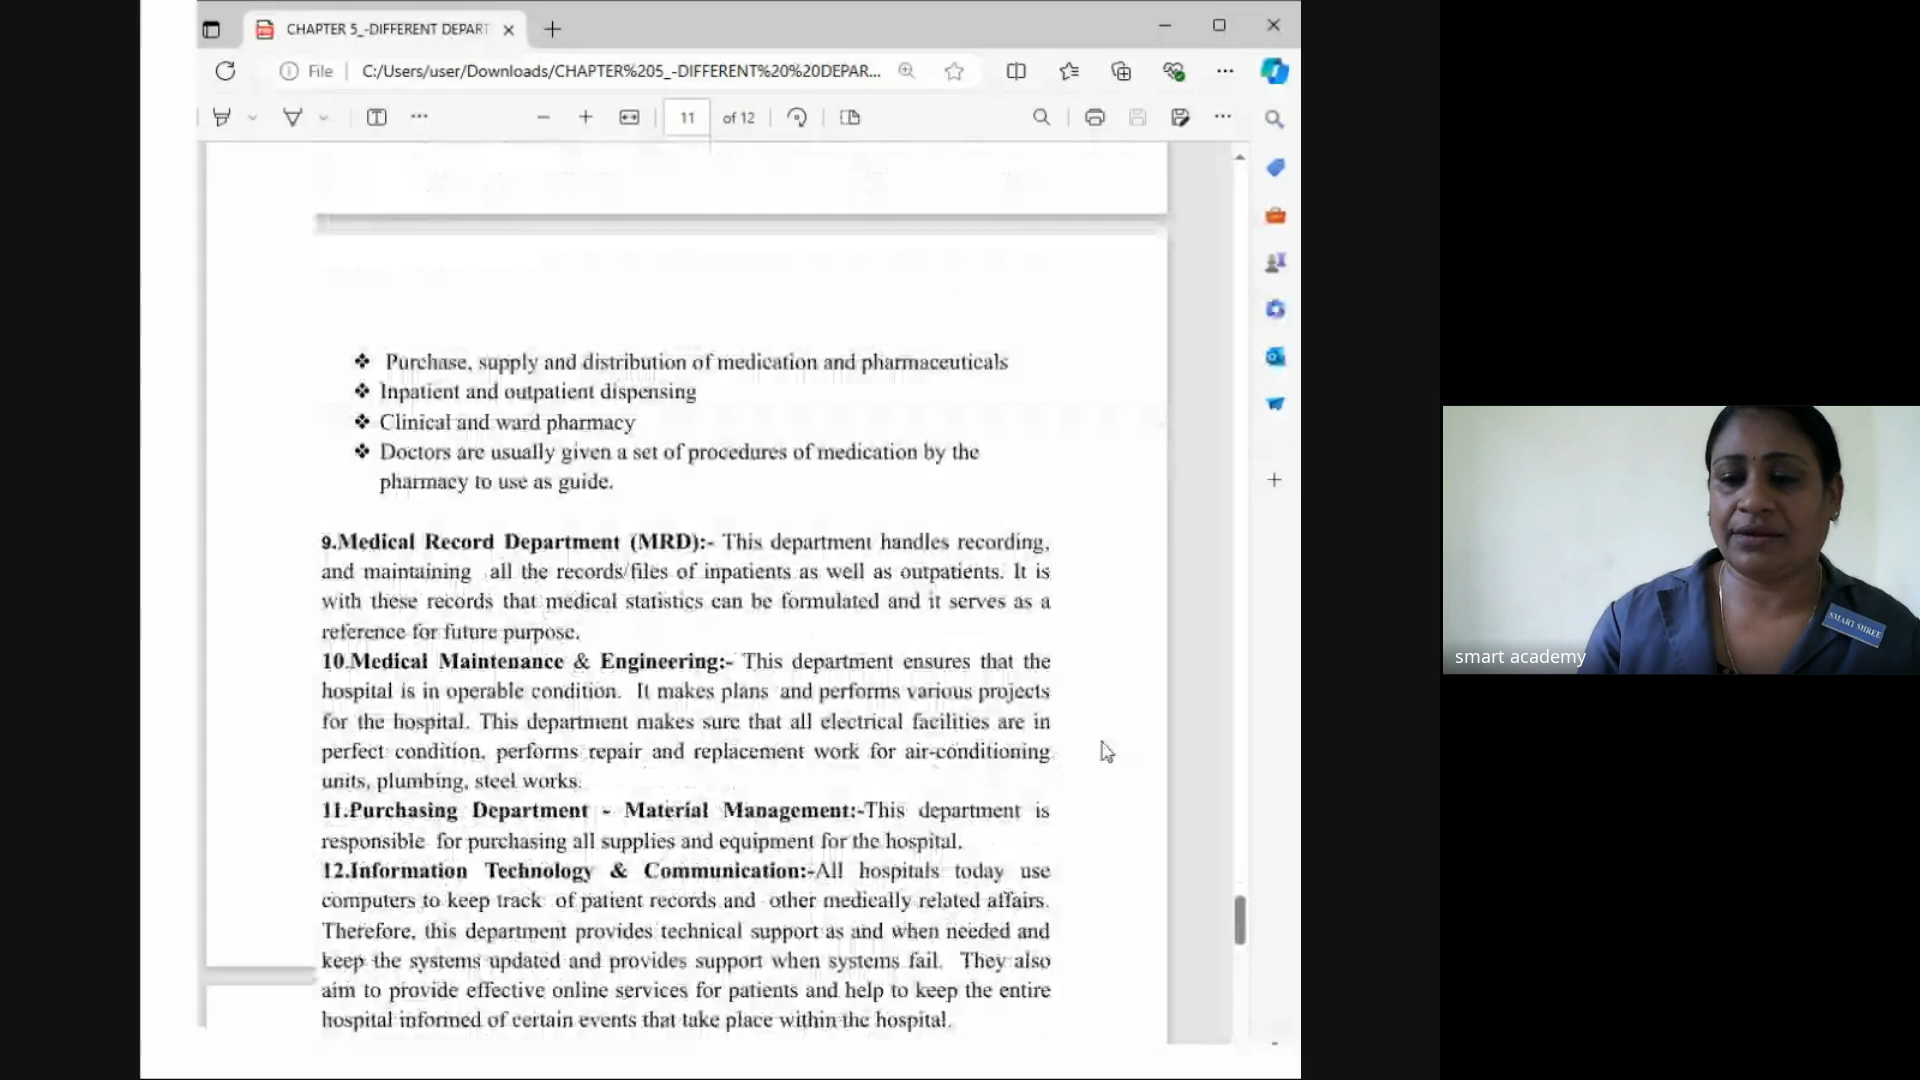 CHAPTER 5_-DIFFERENT DEPART
File
C:/Users/user/Downloads/CHAPTER%205_-DIFFERENT%20%20DEPAR...
11 of 12
❖ Purchase, supply and distribution of medication and pharmaceuticals
❖ Inpatient and outpatient dispensing
❖ Clinical and ward pharmacy
❖ Doctors are usually given a set of procedures of medication by the
pharmacy to use as guide.
9.Medical Record Department (MRD):- This department handles recording,
and maintaining all the records/files of inpatients as well as outpatients. It is
with these records that medical statistics can be formulated and it serves as a
reference for future purpose.
10.Medical Maintenance & Engineering:- This department ensures that the
hospital is in operable condition. It makes plans and performs various projects
for the hospital. This department makes sure that all electrical facilities are in
perfect condition, performs repair and replacement work for air-conditioning
units, plumbing, steel works.
11.Purchasing Department - Material Management:-This department is
responsible for purchasing all supplies and equipment for the hospital.
12.Information Technology & Communication:-All hospitals today use
computers to keep track of patient records and other medically related affairs.
Therefore, this department provides technical support as and when needed and
keep the systems updated and provides support when systems fail. They also
aim to provide effective online services for patients and help to keep the entire
hospital informed of certain events that take place within the hospital.
SMART SHREE
smart academy